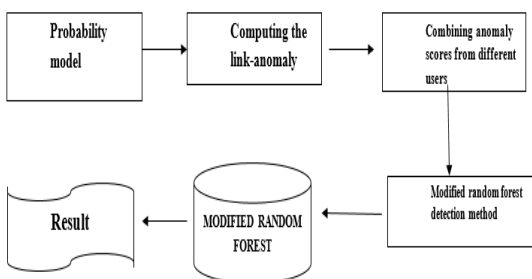 Probability
model
Computing the
link-anomaly
Combining anomaly
scores from different
users
Modified random forest
detection method
MODIFIED RANDOM
FOREST
Result